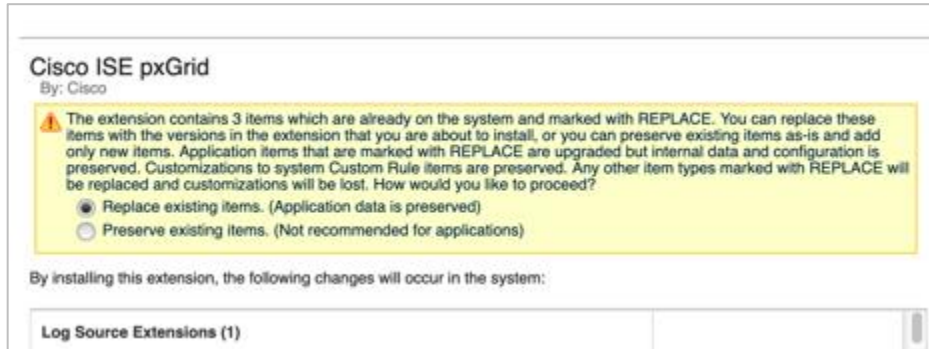 Cisco ISE pxGrid
By: Cisco
The extension contains 3 items which are already on the system and marked with REPLACE. You can replace these
items with the versions in the extension that you are about to install, or you can preserve existing items as-is and add
only new items. Application items that are marked with REPLACE are upgraded but internal data and configuration is
preserved. Customizations to system Custom Rule items are preserved. Any other item types marked with REPLACE will
be replaced and customizations will be lost. How would you like to proceed?
Replace existing items. (Application data is preserved)
Preserve existing items. (Not recommended for applications)
By installing this extension, the following changes will occur in the system:
Log Source Extensions (1)